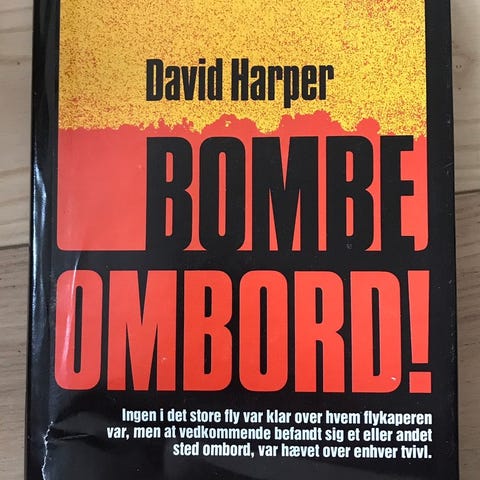 David Harper
BOMBE
OMBORD!
Ingen i det store fly var klar over hvem flykaperen
var, men at vedkommende befandt sig et eller andet
sted ombord, var hævet over enhver tvivl.